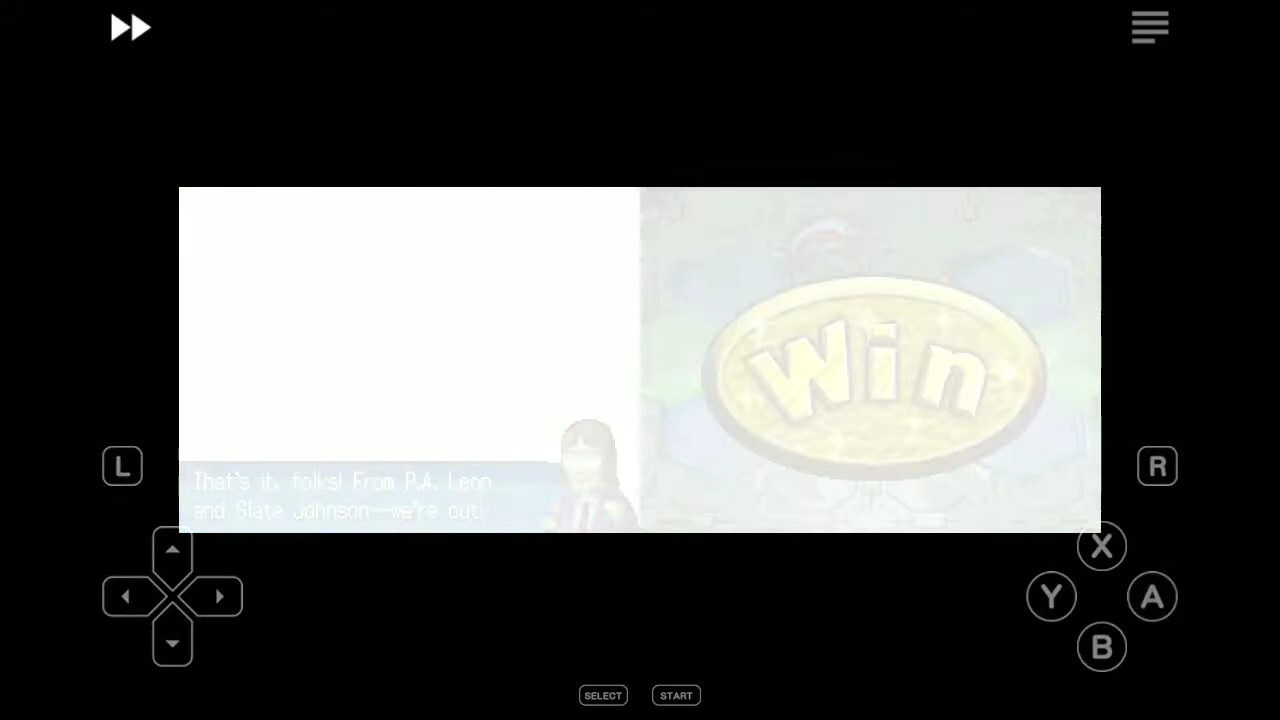 That's it, folks! From P.A. Leon
and Slate Johnson--we're out!
Win
L
R
X
Y
A
B
SELECT
START